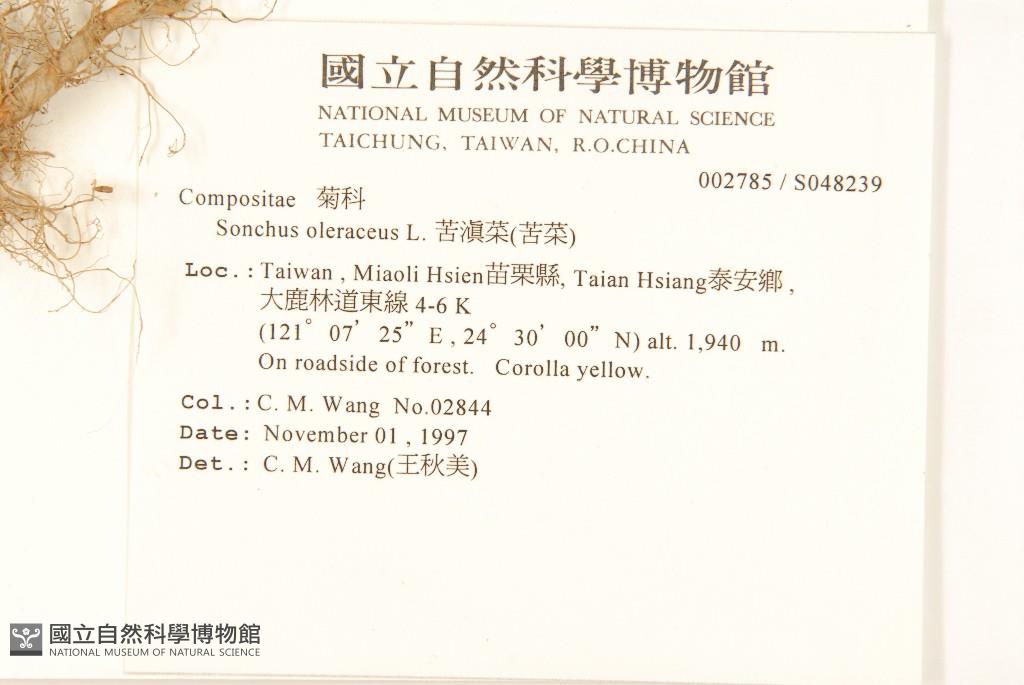 國立自然科學博物館
NATIONAL MUSEUM OF NATURAL SCIENCE
TAICHUNG, TAIWAN, R.O.CHINA
002785 / S048239
Compositae 菊科
Sonchus oleraceus L. 苦滇菜(苦菜)
Loc.: Taiwan , Miaoli Hsien苗栗縣, Taian Hsiang泰安鄉 ,
大鹿林道東線 4-6 K
(121° 07’ 25” E , 24° 30’ 00” N) alt. 1,940 m.
On roadside of forest. Corolla yellow.
Col.: C. M. Wang No.02844
Date: November 01 , 1997
Det.: C. M. Wang(王秋美)
國立自然科學博物館
NATIONAL MUSEUM OF NATURAL SCIENCE